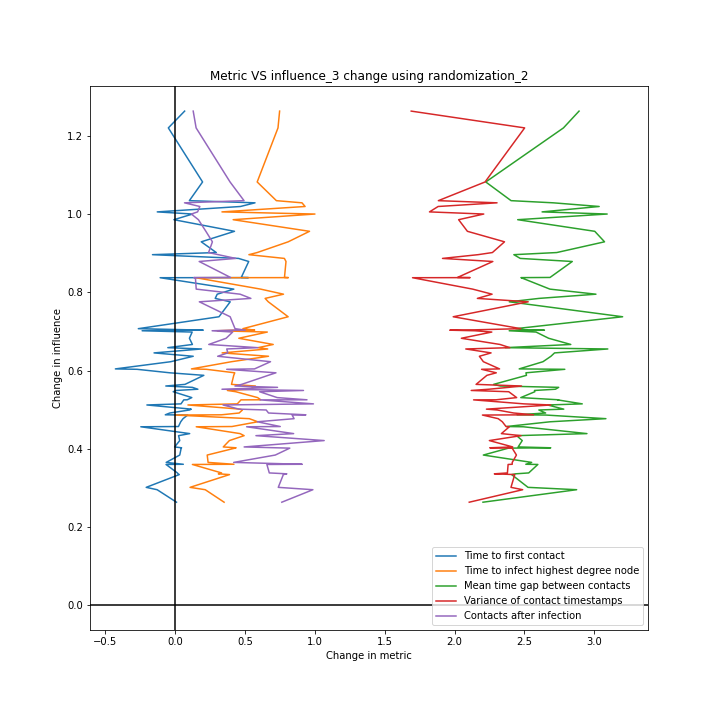 Metric VS influence_3 change using randomization_2
Change in influence
1.2
1.0
0.8
0.6
0.4
0.2
0.0
Time to first contact
Time to infect highest degree node
Mean time gap between contacts
Variance of contact timestamps
Contacts after infection
−0.5 0.0 0.5 1.0 1.5 2.0 2.5 3.0
Change in metric